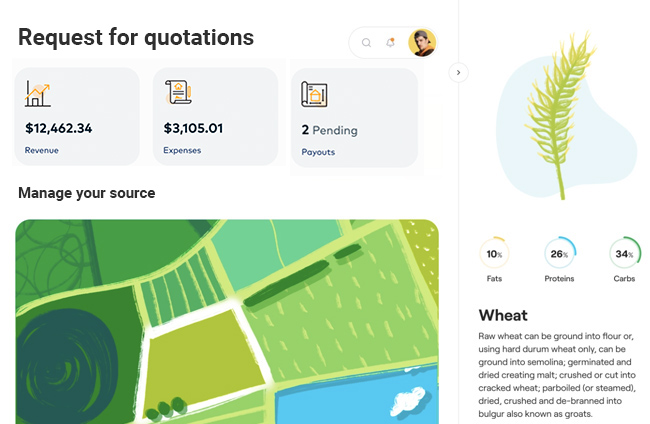 Request for quotations
$12,462.34
Revenue
$3,105.01
Expenses
2 Pending
Payouts
Manage your source
10%
Fats
26%
Proteins
34%
Carbs
Wheat
Raw wheat can be ground into flour or,
using hard durum wheat only, can be
ground into semolina; germinated and
dried creating malt; crushed or cut into
cracked wheat; parboiled (or steamed),
dried, crushed and de-branned into
bulgur also known as groats.